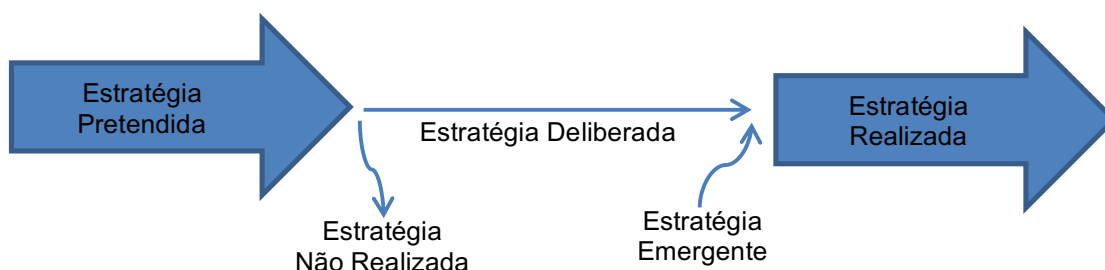 Estratégia
Pretendida
Estratégia Deliberada
Estratégia
Realizada
Estratégia
Não Realizada
Estratégia
Emergente